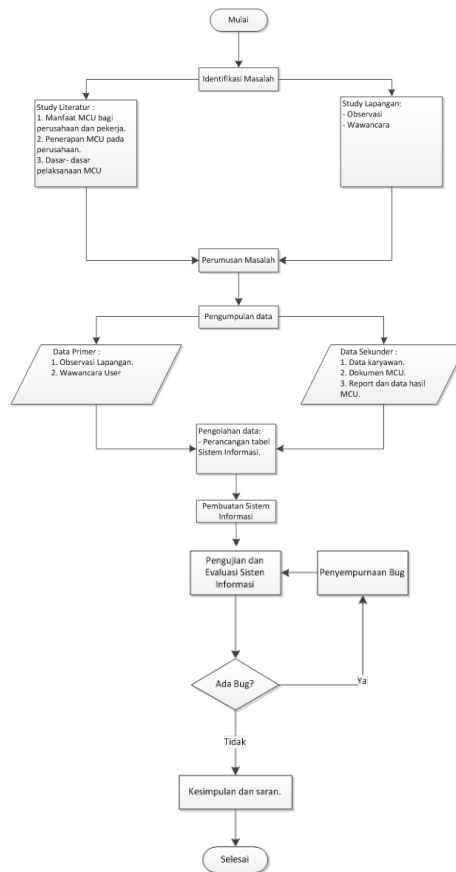 Mulai
Identifikasi Masalah
Study Literatur :
1. Manfaat MCU bagi
perusahaan dan pekerja.
2. Penerapan MCU pada
perusahaan.
3. Dasar- dasar
pelaksanaan MCU
Study Lapangan:
- Observasi
- Wawancara
Perumusan Masalah
Pengumpulan data
Data Primer :
1. Observasi Lapangan.
2. Wawancara User
Data Sekunder :
1. Data karyawan.
2. Dokumen MCU.
3. Report dan data hasil
MCU.
Pengolahan data:
- Perancangan tabel
Sistem Informasi.
Pembuatan Sistem
Informasi
Pengujian dan
Evaluasi Sisten
Informasi
Penyempurnaan Bug
Ada Bug?
Ya
Tidak
Kesimpulan dan saran.
Selesai